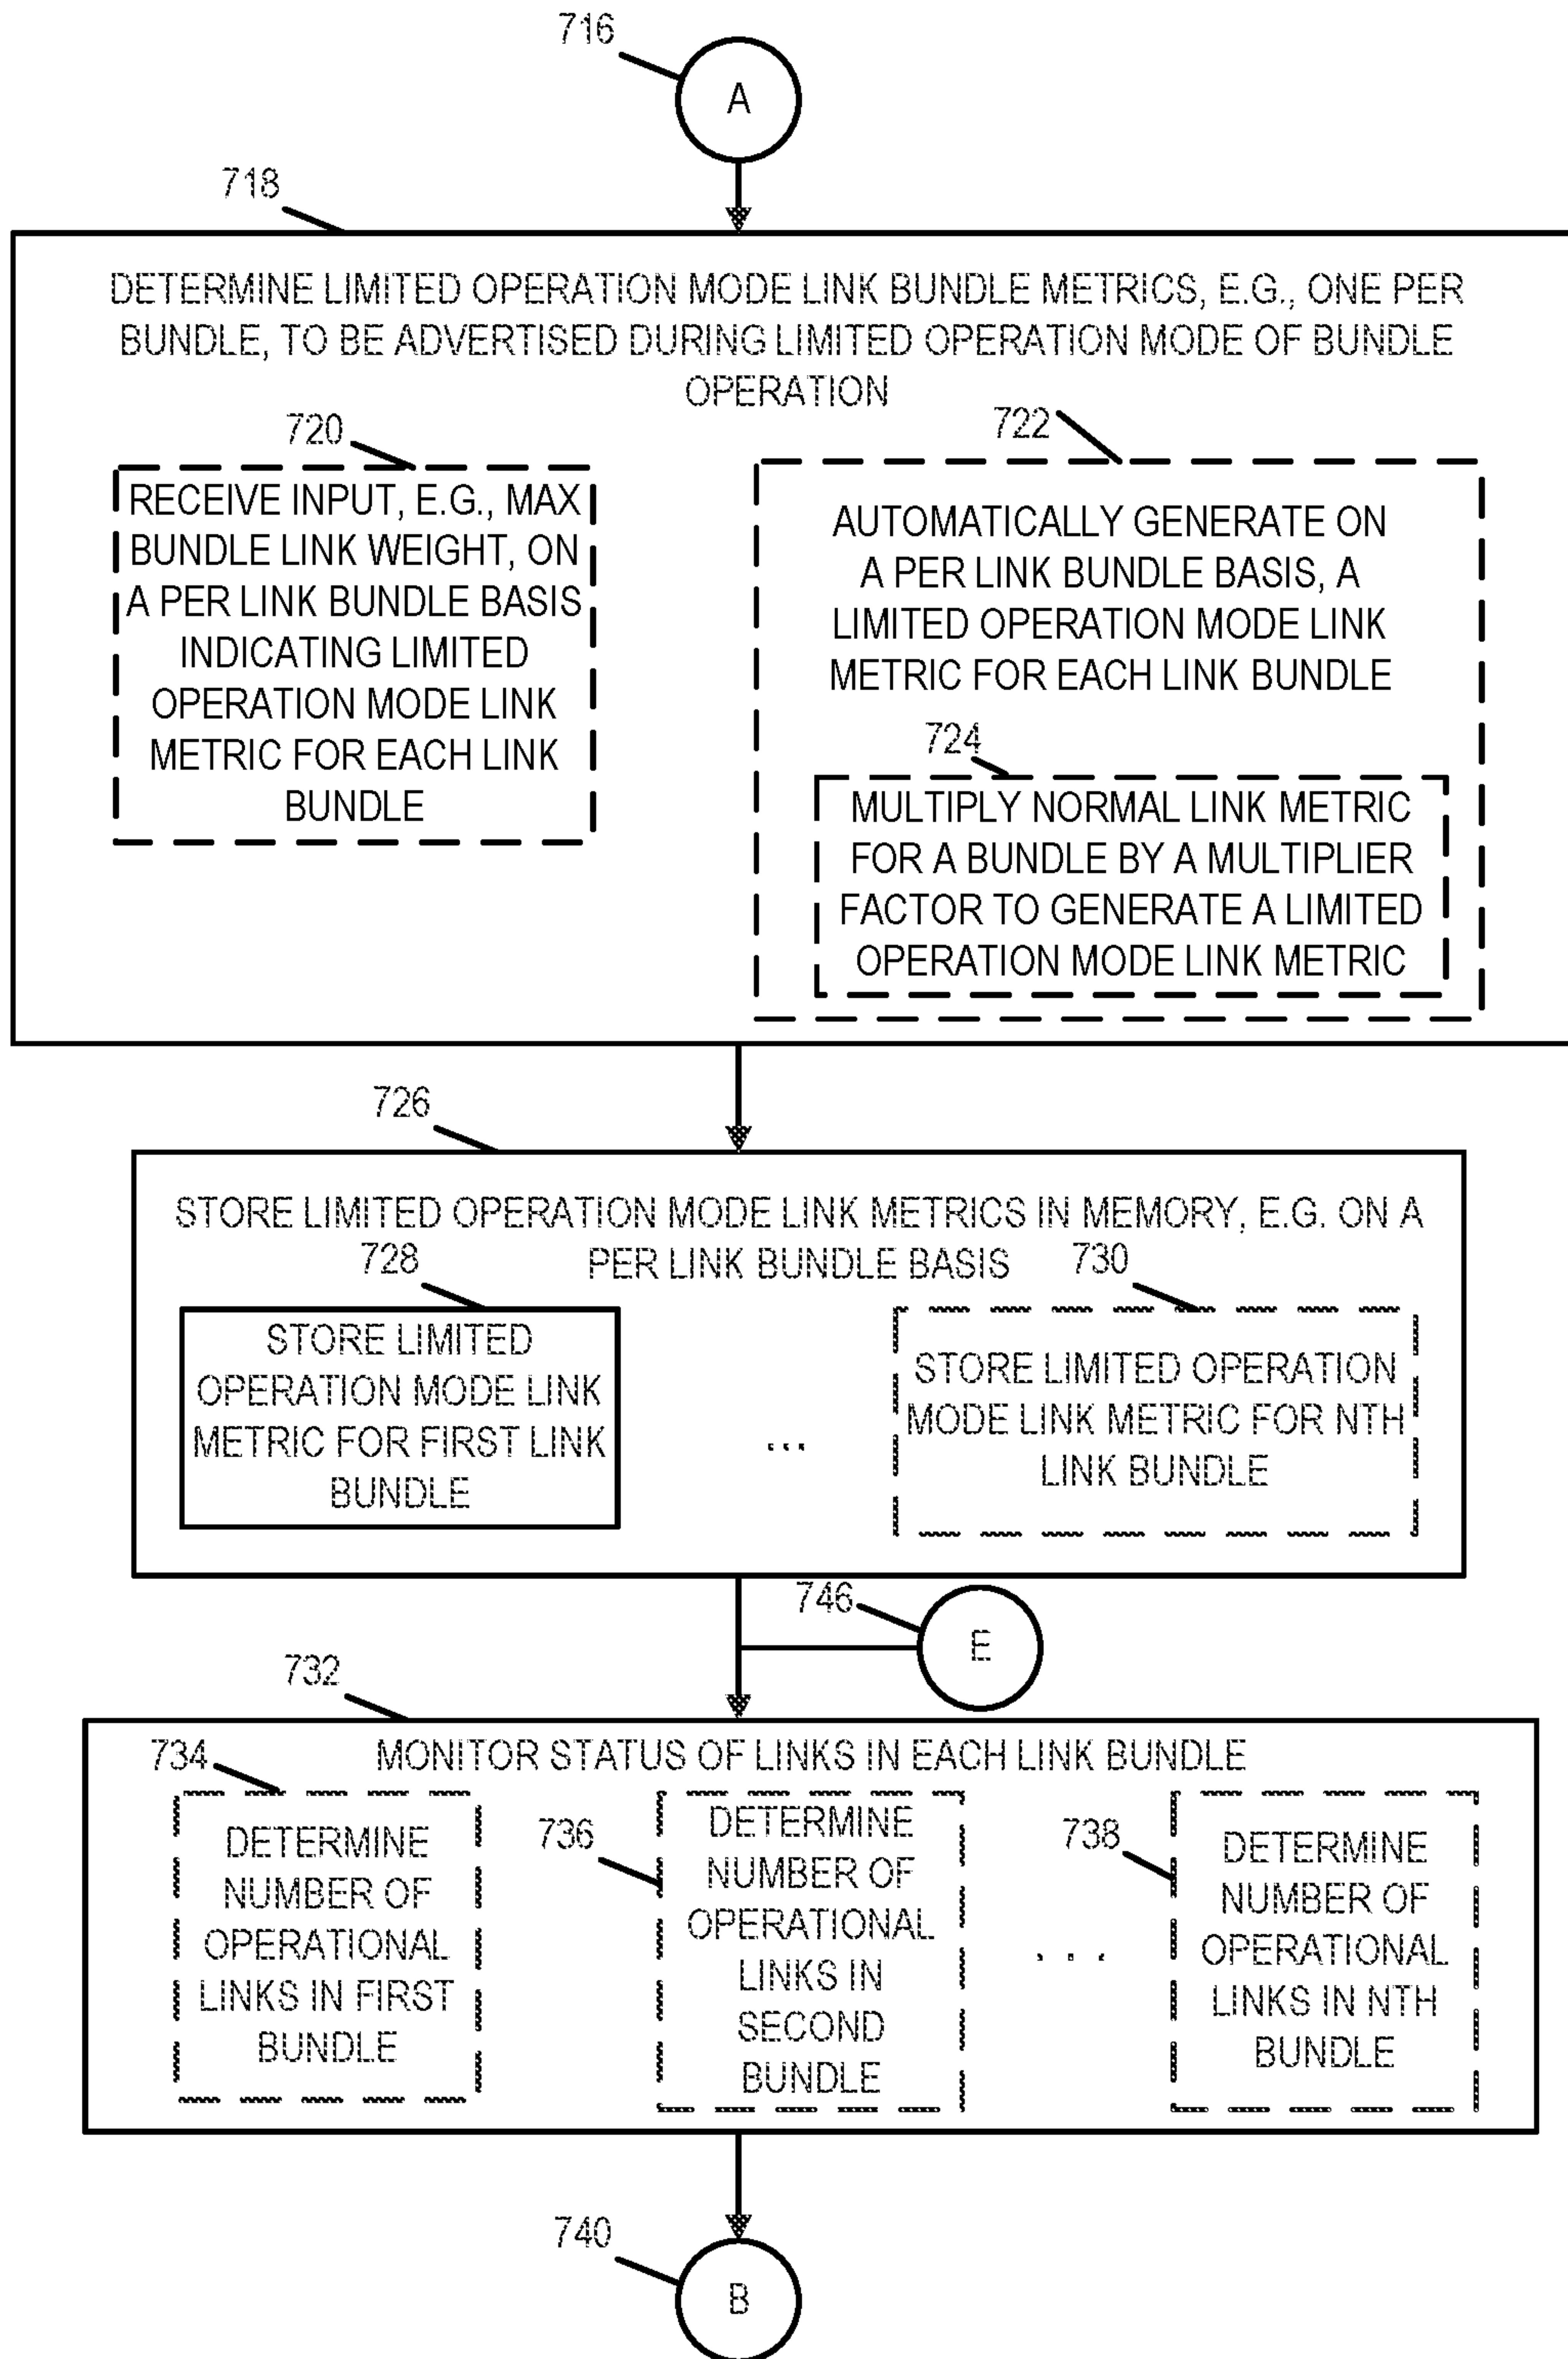 716
A
718
DETERMINE LIMITED OPERATION MODE LINK BUNDLE METRICS, E.G., ONE PER
BUNDLE, TO BE ADVERTISED DURING LIMITED OPERATION MODE OF BUNDLE
OPERATION
720
RECEIVE INPUT, E.G., MAX
BUNDLE LINK WEIGHT, ON
A PER LINK BUNDLE BASIS
INDICATING LIMITED
OPERATION MODE LINK
METRIC FOR EACH LINK
BUNDLE
722
AUTOMATICALLY GENERATE ON
A PER LINK BUNDLE BASIS, A
LIMITED OPERATION MODE LINK
METRIC FOR EACH LINK BUNDLE
724
MULTIPLY NORMAL LINK METRIC
FOR A BUNDLE BY A MULTIPLIER
FACTOR TO GENERATE A LIMITED
OPERATION MODE LINK METRIC
726
STORE LIMITED OPERATION MODE LINK METRICS IN MEMORY, E.G. ON A
PER LINK BUNDLE BASIS
728
STORE LIMITED
OPERATION MODE LINK
METRIC FOR FIRST LINK
BUNDLE
...
730
STORE LIMITED OPERATION
MODE LINK METRIC FOR NTH
LINK BUNDLE
746
E
732
MONITOR STATUS OF LINKS IN EACH LINK BUNDLE
734
DETERMINE
NUMBER OF
OPERATIONAL
LINKS IN FIRST
BUNDLE
736
DETERMINE
NUMBER OF
OPERATIONAL
LINKS IN
SECOND
BUNDLE
. . .
738
DETERMINE
NUMBER OF
OPERATIONAL
LINKS IN NTH
BUNDLE
740
B